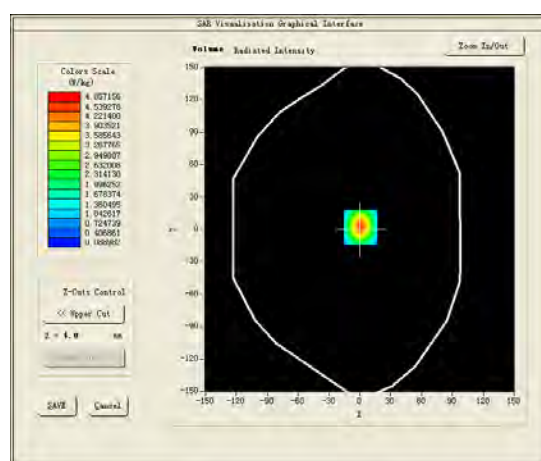 SAR Visualisation Graphical Interface
Volume Radiated Intensity
Zoom In/Out
Colors Scale
(W/kg)
4.857156
4.539278
4.221400
3.903521
3.585643
3.267765
2.949887
2.632008
2.314130
1.996252
1.678374
1.360495
1.042617
0.724739
0.406861
0.088982
150
120
90
60
30
0
-30
-60
-90
-120
-150
-150 -120 -90 -60 -30 0 30 60 90 120 150
X
Z-Cuts Control
<< Upper Cut
Z = 4.0 mm
SAVE Cancel